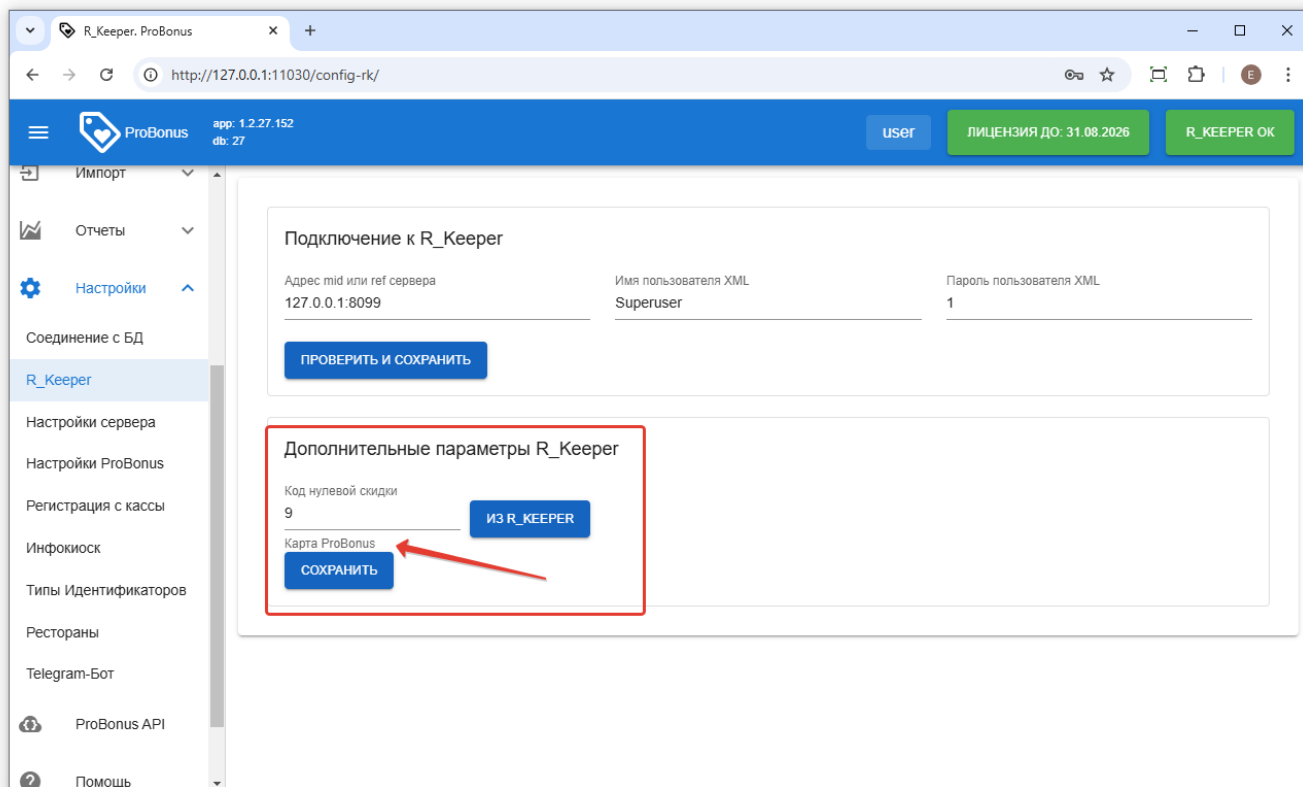 R_Keeper. ProBonus
http://127.0.0.1:11030/config-rk/
E
ProBonus
app: 1.2.27.152
db: 27
user
ЛИЦЕНЗИЯ ДО: 31.08.2026
R_KEEPER OK
Импорт
Отчеты
Настройки
Соединение с БД
R_Keeper
Настройки сервера
Настройки ProBonus
Регистрация с кассы
Инфокиоск
Типы Идентификаторов
Рестораны
Telegram-Бот
ProBonus API
Помощь
Подключение к R_Keeper
Адрес mid или ref сервера
127.0.0.1:8099
Имя пользователя XML
Superuser
Пароль пользователя XML
1
ПРОВЕРИТЬ И СОХРАНИТЬ
Дополнительные параметры R_Keeper
Код нулевой скидки
9
ИЗ R_KEEPER
Карта ProBonus
СОХРАНИТЬ